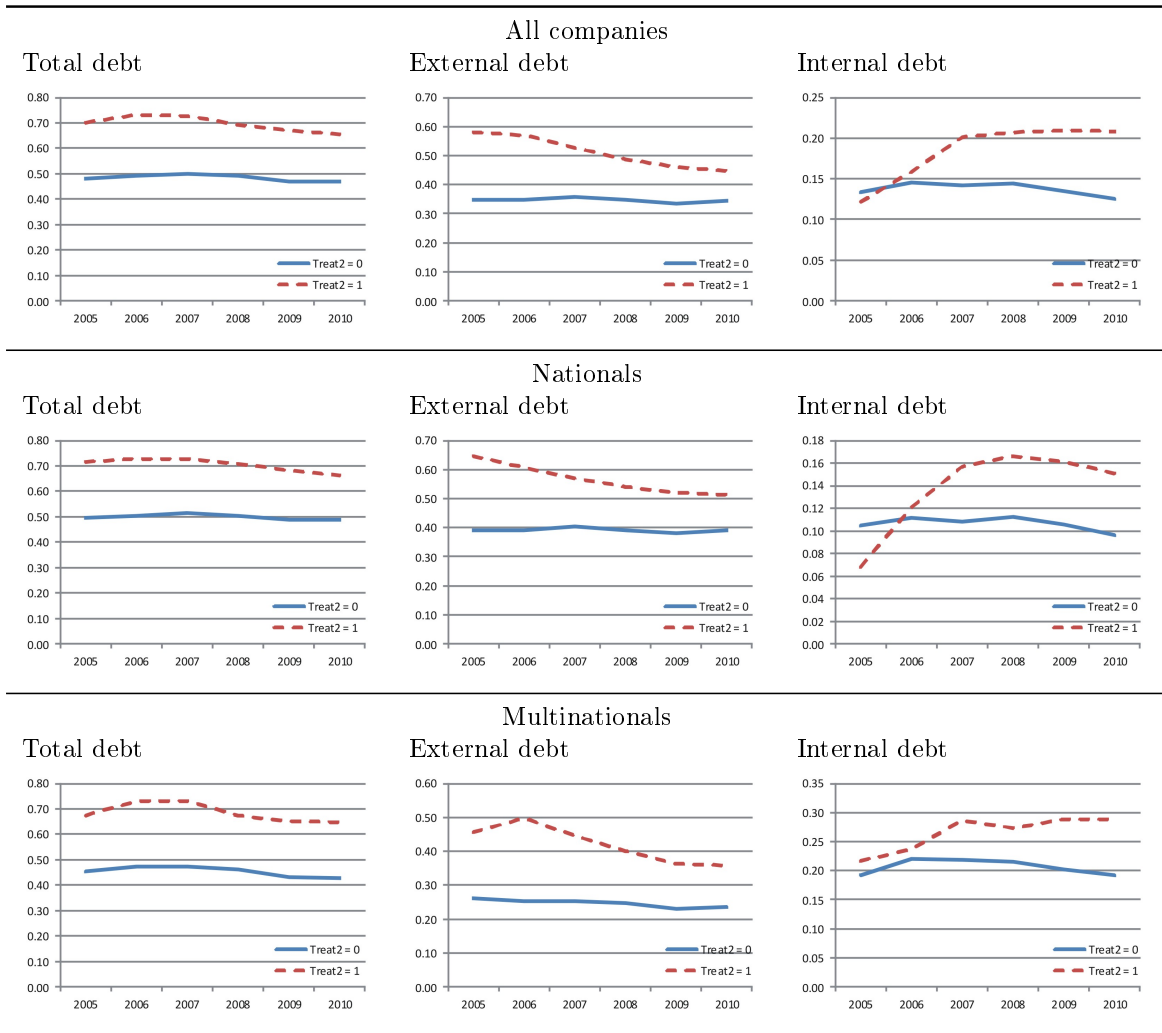 All companies
Total debt
External debt
Internal debt
0.80
0.70
0.60
0.50
0.40
0.30
0.20
0.10
0.00
Treat2 = 0
Treat2 = 1
2005 2006 2007 2008 2009 2010
0.70
0.60
0.50
0.40
0.30
0.20
0.10
0.00
Treat2 = 0
Treat2 = 1
2005 2006 2007 2008 2009 2010
0.25
0.20
0.15
0.10
0.05
0.00
Treat2 = 0
Treat2 = 1
2005 2006 2007 2008 2009 2010
Nationals
Total debt
External debt
Internal debt
0.80
0.70
0.60
0.50
0.40
0.30
0.20
0.10
0.00
Treat2 = 0
Treat2 = 1
2005 2006 2007 2008 2009 2010
0.70
0.60
0.50
0.40
0.30
0.20
0.10
0.00
Treat2 = 0
Treat2 = 1
2005 2006 2007 2008 2009 2010
0.18
0.16
0.14
0.12
0.10
0.08
0.06
0.04
0.02
0.00
Treat2 = 0
Treat2 = 1
2005 2006 2007 2008 2009 2010
Multinationals
Total debt
External debt
Internal debt
0.80
0.70
0.60
0.50
0.40
0.30
0.20
0.10
0.00
Treat2 = 0
Treat2 = 1
2005 2006 2007 2008 2009 2010
0.60
0.50
0.40
0.30
0.20
0.10
0.00
Treat2 = 0
Treat2 = 1
2005 2006 2007 2008 2009 2010
0.35
0.30
0.25
0.20
0.15
0.10
0.05
0.00
Treat2 = 0
Treat2 = 1
2005 2006 2007 2008 2009 2010